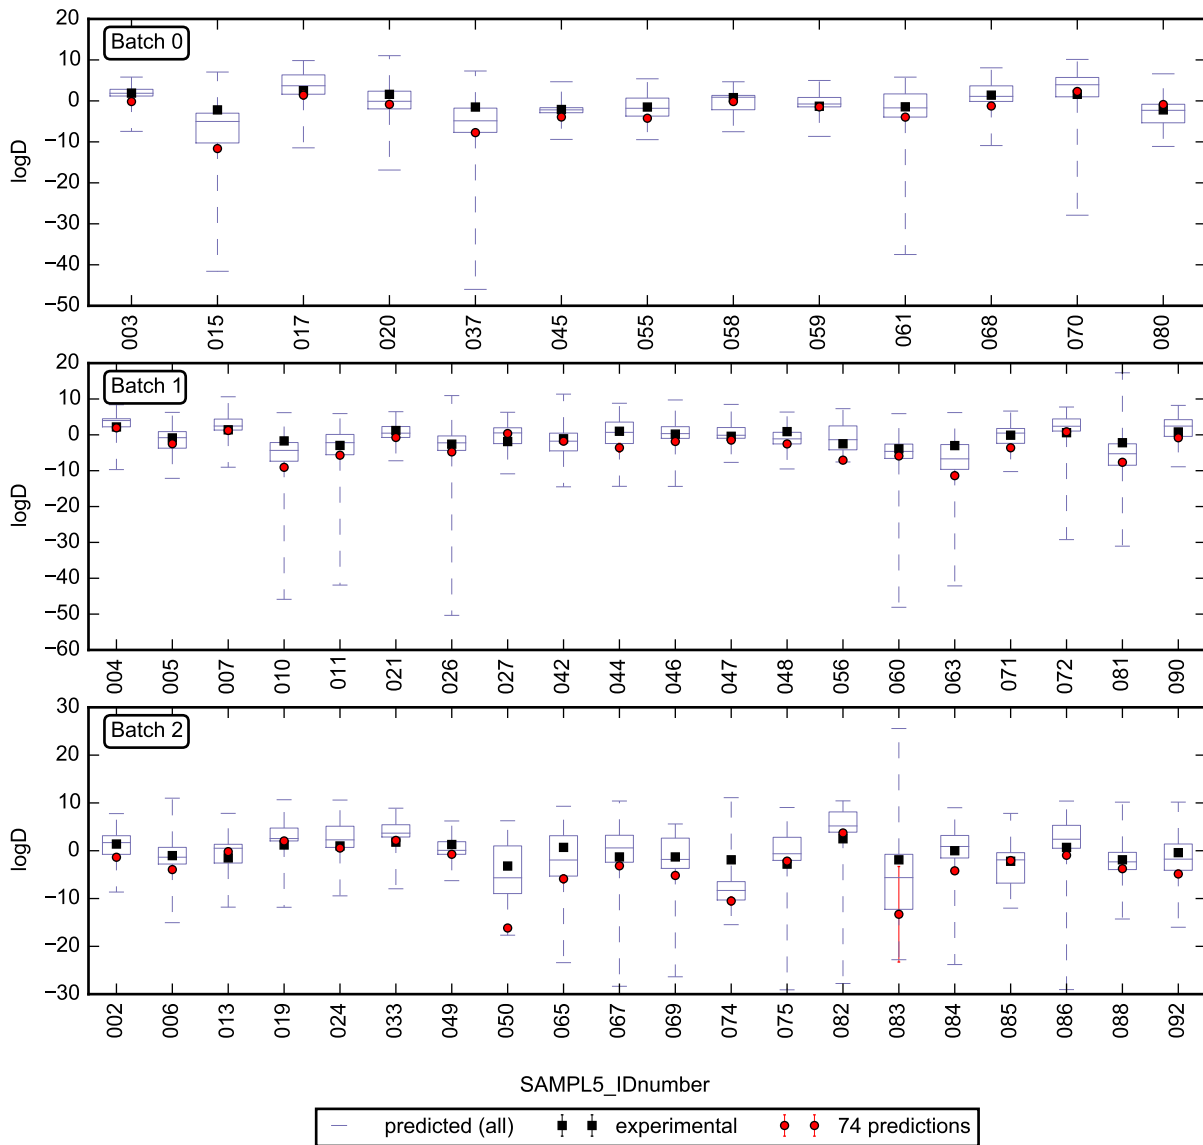 20
Batch 0
10
0
−10
−20
−30
−40
−50
logD
003 015 017 020 037 045 055 058 059 061 068 070 080
20
Batch 1
10
0
−10
−20
−30
−40
−50
−60
logD
004 005 007 010 011 021 026 027 042 044 046 047 048 056 060 063 071 072 081 090
30
Batch 2
20
10
0
−10
−20
−30
logD
002 006 013 019 024 033 049 050 065 067 069 074 075 082 083 084 085 086 088 092
SAMPL5_IDnumber
predicted (all) experimental 74 predictions